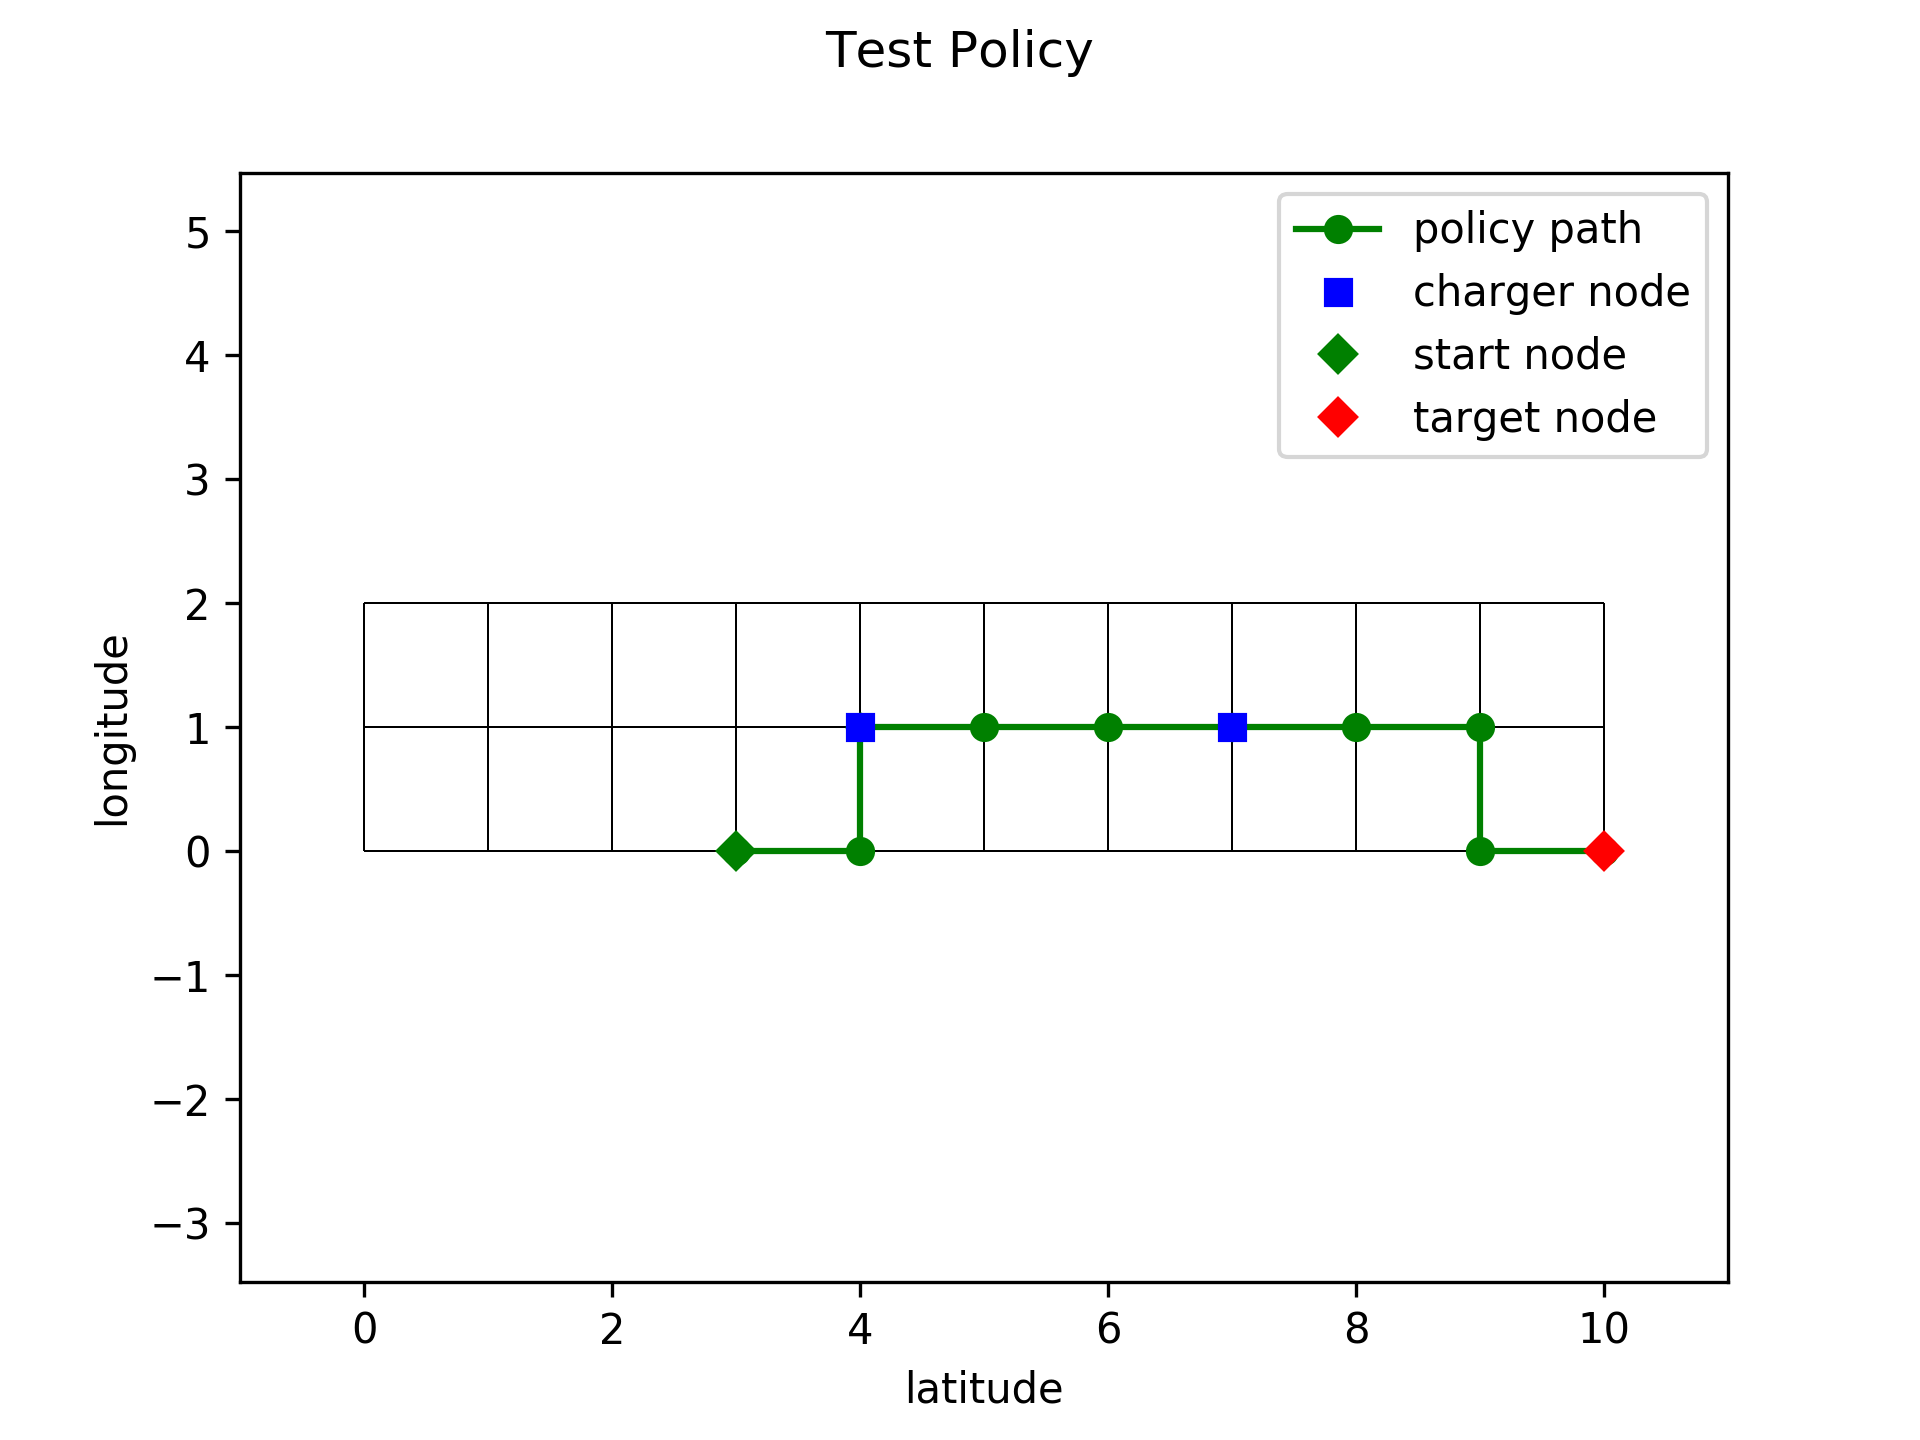 Test Policy
policy path
charger node
start node
target node
5
4
3
2
1
0
−1
−2
−3
longitude
0 2 4 6 8 10
latitude